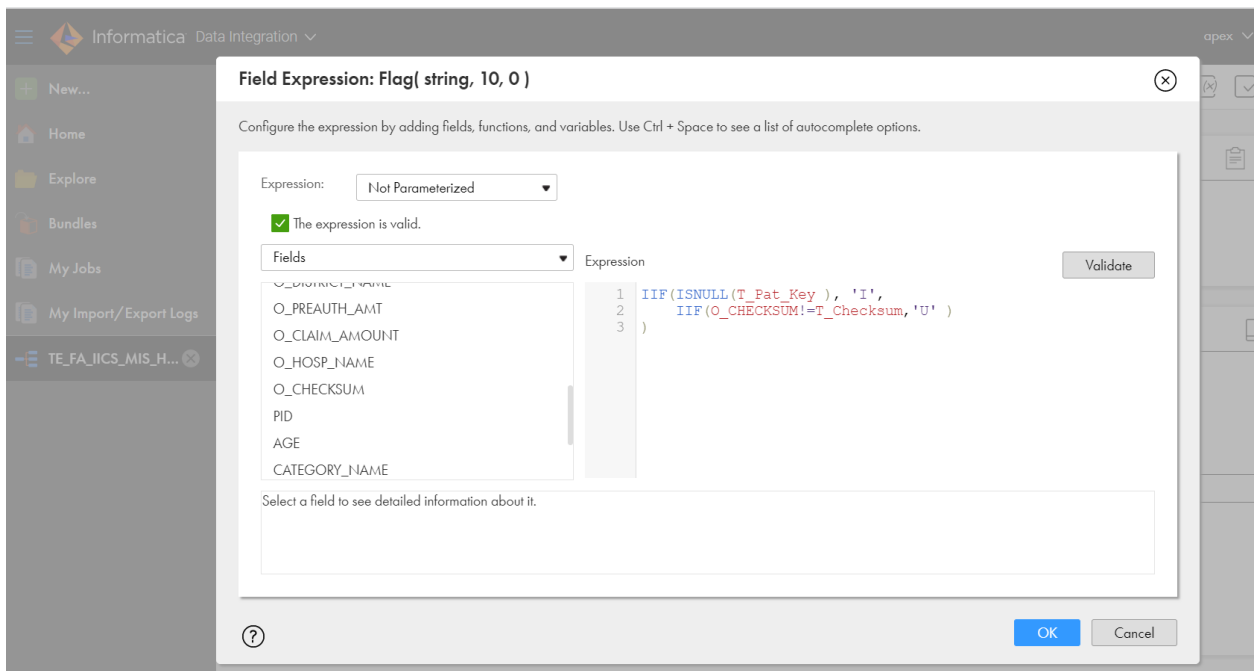 Informatica Data Integration
apex
New...
Home
Explore
Bundles
My Jobs
My Import/Export Logs
TE_FA_IICS_MIS_H...
Field Expression: Flag( string, 10, 0 )
Configure the expression by adding fields, functions, and variables. Use Ctrl + Space to see a list of autocomplete options.
Expression: Not Parameterized
The expression is valid.
Fields
Expression
Validate
O_DISTRICT_NAME
O_PREAUTH_AMT
O_CLAIM_AMOUNT
O_HOSP_NAME
O_CHECKSUM
PID
AGE
CATEGORY_NAME
1 IIF(ISNULL(T_Pat_Key ), 'I',
2 IIF(O_CHECKSUM!=T_Checksum,'U' )
3 )
Select a field to see detailed information about it.
?
OK Cancel